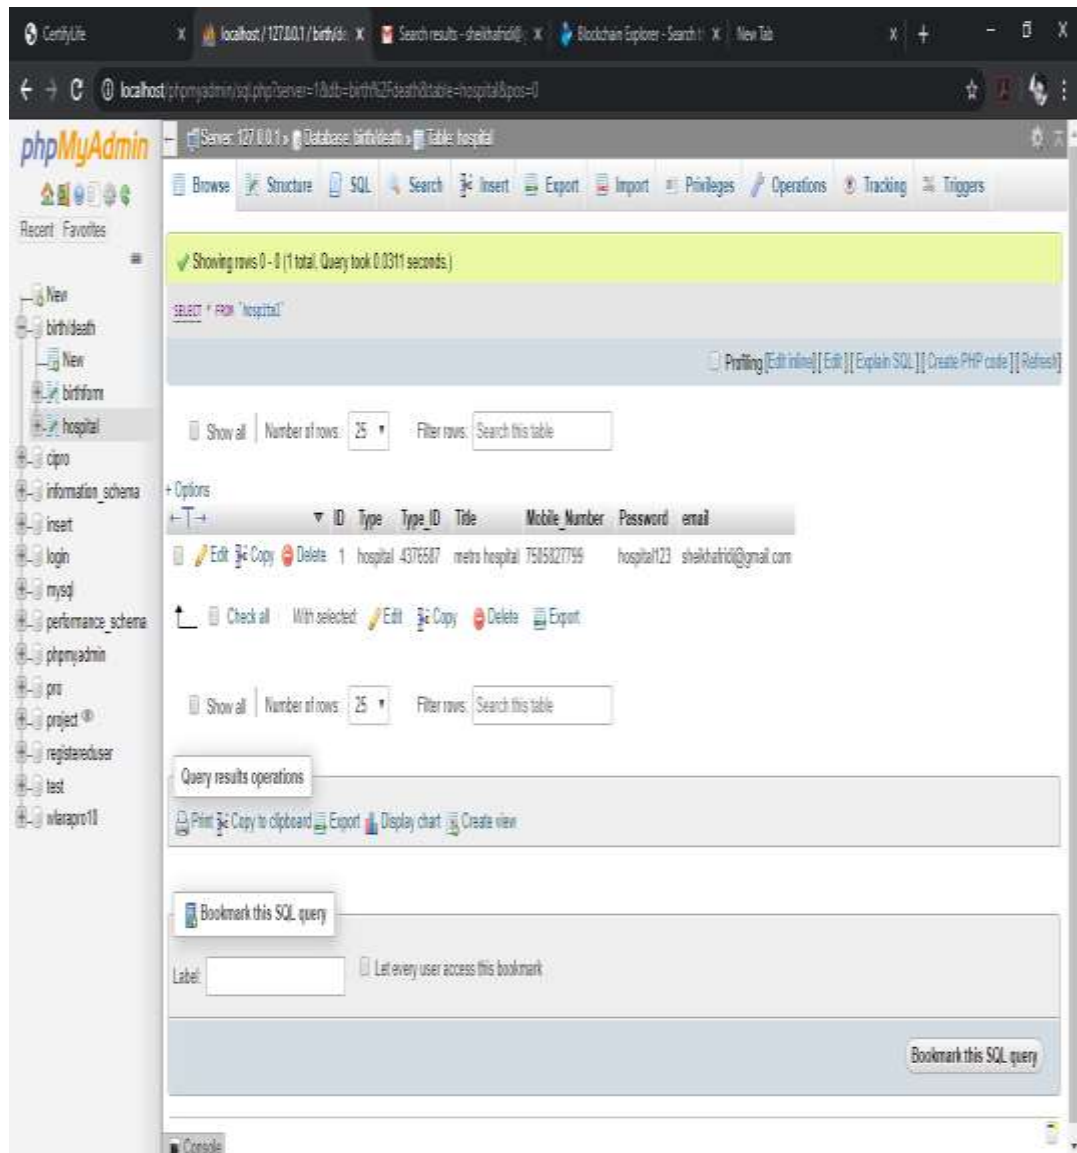 CertifyLife X localhost / 127.0.0.1 / birth/de X Search results - sheikhafridi@ X Blockchain Explorer - Search t X New Tab X + - X
localhost/phpmyadmin/sql.php?server=1&db=birth%2Fdeath&table=hospital&pos=0
phpMyAdmin
Recent Favorites
New
birth/death
New
birthform
hospital
cipro
information_schema
insert
login
mysql
performance_schema
phpmyadmin
pro
project
registereduser
test
Server: 127.0.0.1 » Database: birth/death » Table: hospital
Browse Structure SQL Search Insert Export Import Privileges Operations Tracking Triggers
Showing rows 0 - 0 (1 total, Query took 0.0311 seconds.)
SELECT * FROM `hospital`
Profiling [Edit inline] [ Edit ] [ Explain SQL ] [ Create PHP code ] [ Refresh]
Show all Number of rows: 25 Filter rows: Search this table
+ Options
←T→ ▼ ID Type Type_ID Title Mobile_Number Password email
Edit Copy Delete 1 hospital 4376587 metro hospital 7585827799 hospital123 sheikhafridi@gmail.com
Check all With selected: Edit Copy Delete Export
Show all Number of rows: 25 Filter rows: Search this table
Query results operations
Print Copy to clipboard Export Display chart Create view
Bookmark this SQL query
Label: Let every user access this bookmark
Bookmark this SQL query
Console